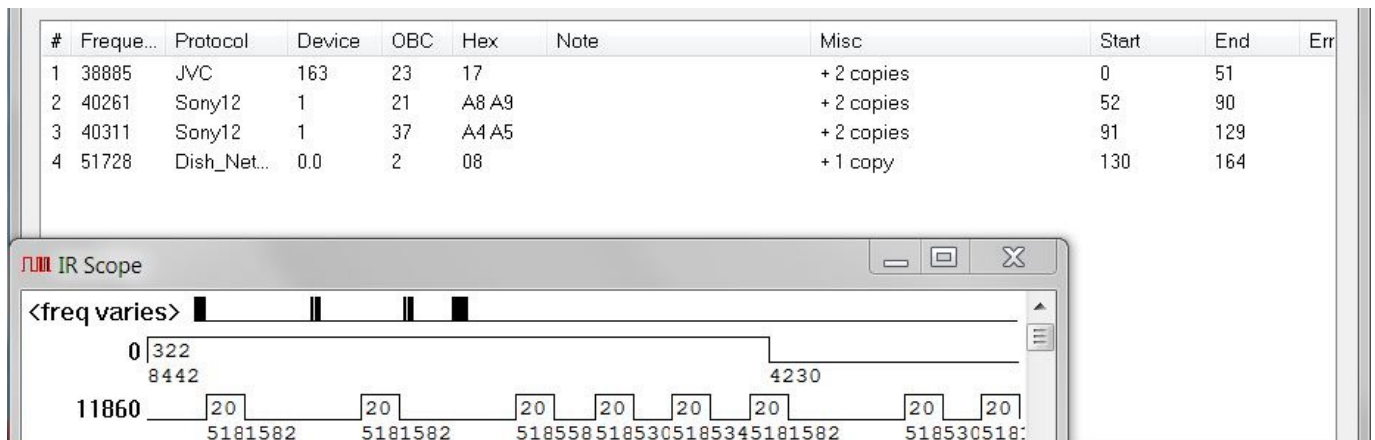 # Freque... Protocol Device OBC Hex Note Misc Start End Err
1 38885 JVC 163 23 17 + 2 copies 0 51
2 40261 Sony12 1 21 A8 A9 + 2 copies 52 90
3 40311 Sony12 1 37 A4 A5 + 2 copies 91 129
4 51728 Dish_Net... 0.0 2 08 + 1 copy 130 164
IR Scope
<freq varies>
0 322
8442 4230
11860 20 20 20 20 20 20 20 20
5181582 5181582 5185585185305185345181582 5185305181